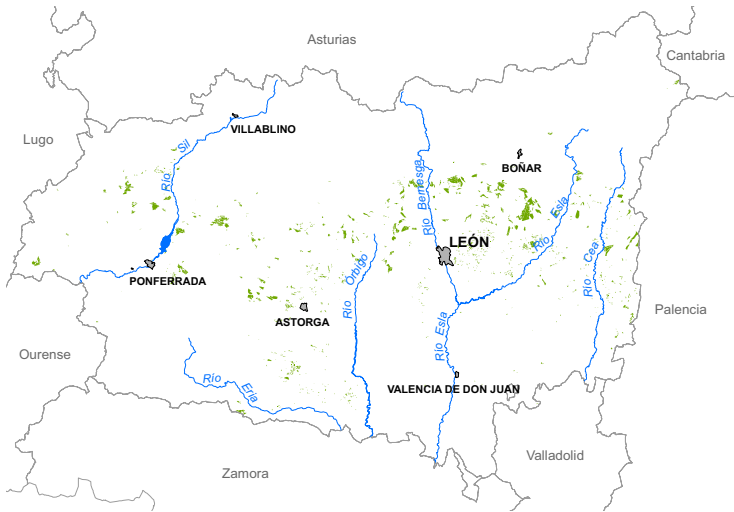 Asturias
Cantabria
VILLABLINO
Lugo
Río Sil
BOÑAR
Río Bernesga
Río Esla
LEÓN
Río Orbigo
Río Cea
PONFERRADA
ASTORGA
Palencia
Río Esla
Ourense
Río Eria
VALENCIA DE DON JUAN
Valladolid
Zamora